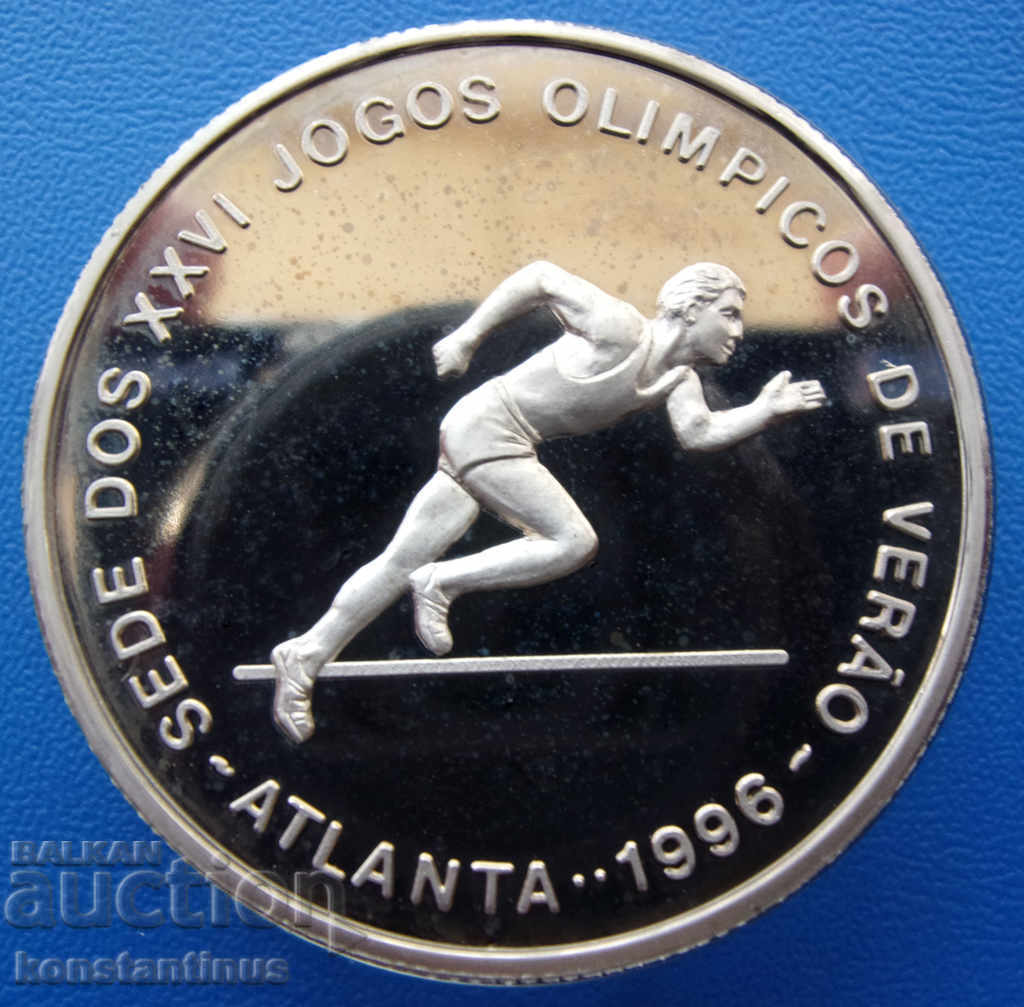 SEDE DOS XXVI JOGOS OLIMPICOS DE VERÃO
- ATLANTA · · 1996 -
BALKAN
auction
konstantinus